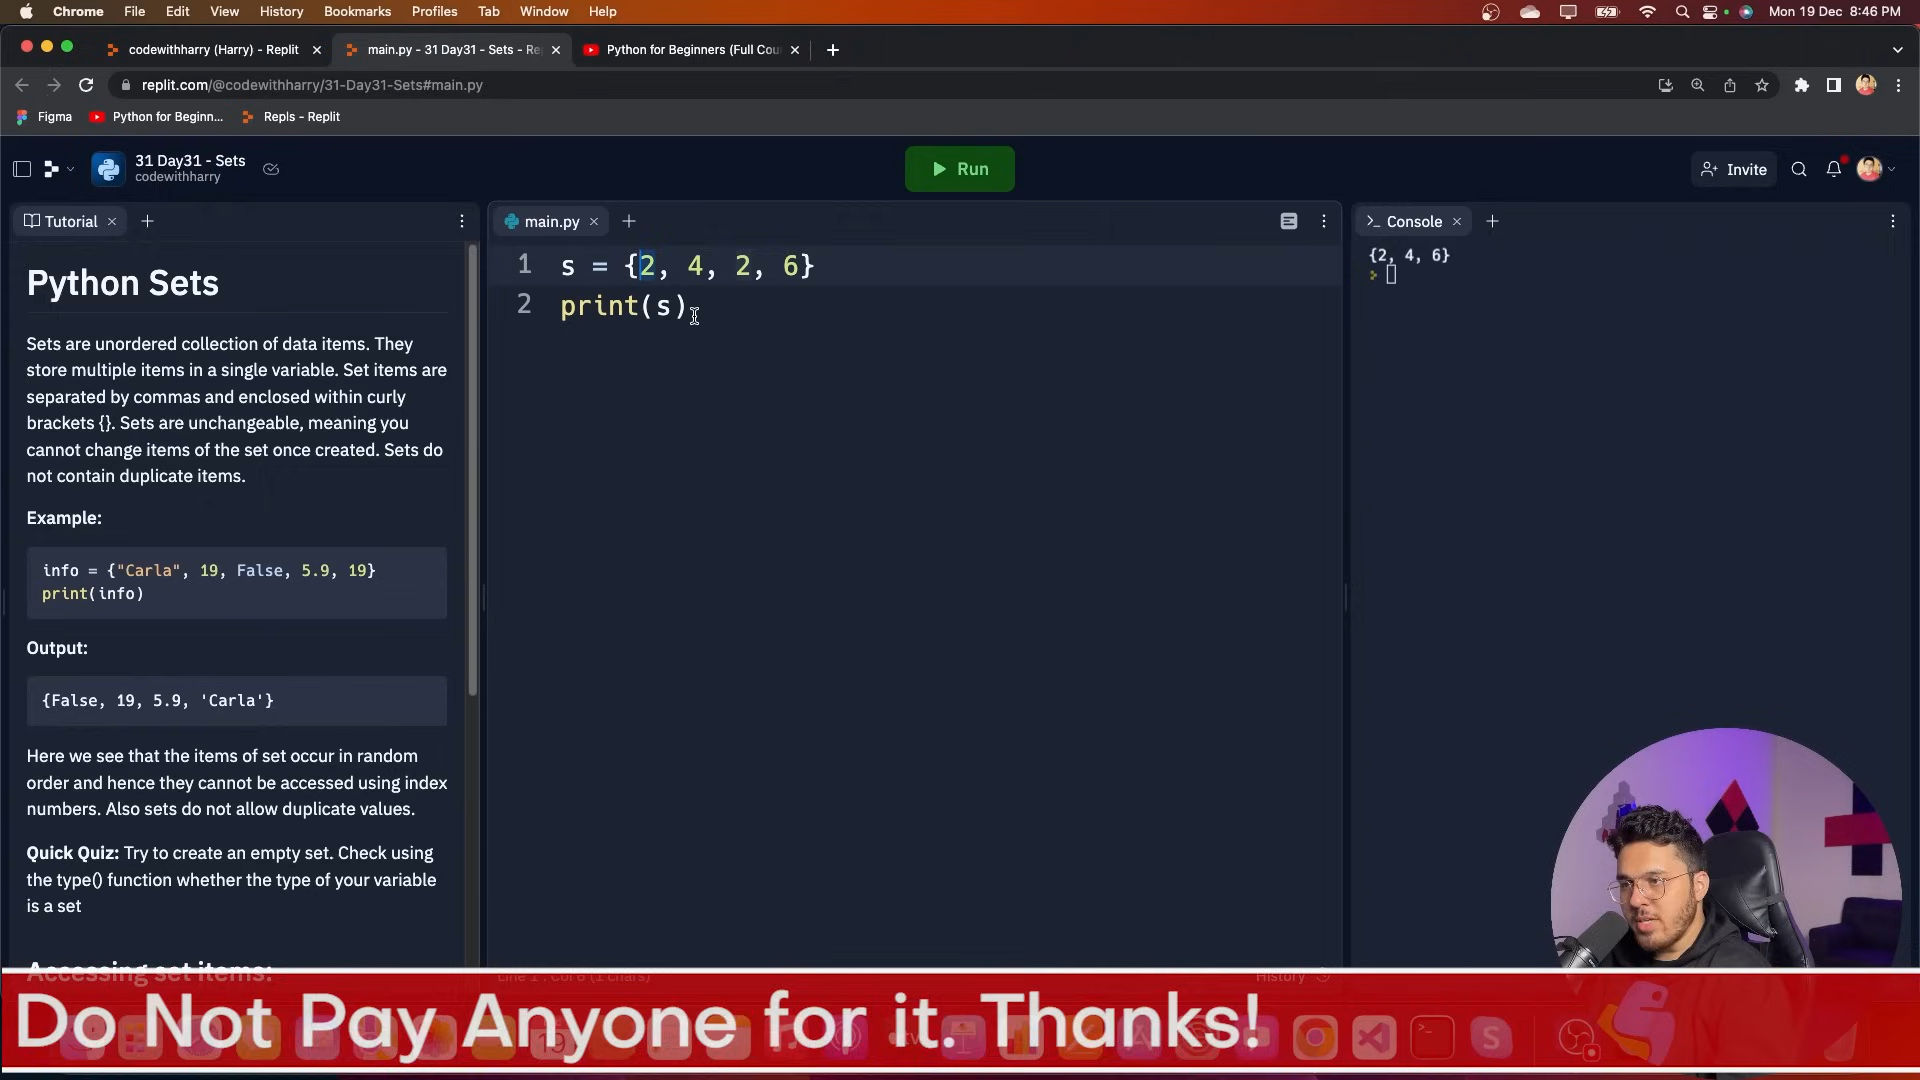 Chrome File Edit View History Bookmarks Profiles Tab Window Help Mon 19 Dec 8:46 PM
codewithharry (Harry) - Replit main.py - 31 Day31 - Sets - Re Python for Beginners (Full Cou
replit.com/@codewithharry/31-Day31-Sets#main.py
Figma Python for Beginn... Repls - Replit
31 Day31 - Sets
codewithharry
Run
Invite
Tutorial
Python Sets
Sets are unordered collection of data items. They
store multiple items in a single variable. Set items are
separated by commas and enclosed within curly
brackets {}. Sets are unchangeable, meaning you
cannot change items of the set once created. Sets do
not contain duplicate items.
Example:
info = {"Carla", 19, False, 5.9, 19}
print(info)
Output:
{False, 19, 5.9, 'Carla'}
Here we see that the items of set occur in random
order and hence they cannot be accessed using index
numbers. Also sets do not allow duplicate values.
Quick Quiz: Try to create an empty set. Check using
the type() function whether the type of your variable
is a set
Accessing set items:
main.py
1 s = {2, 4, 2, 6}
2 print(s)
History
Console
{2, 4, 6}
Do Not Pay Anyone for it. Thanks!